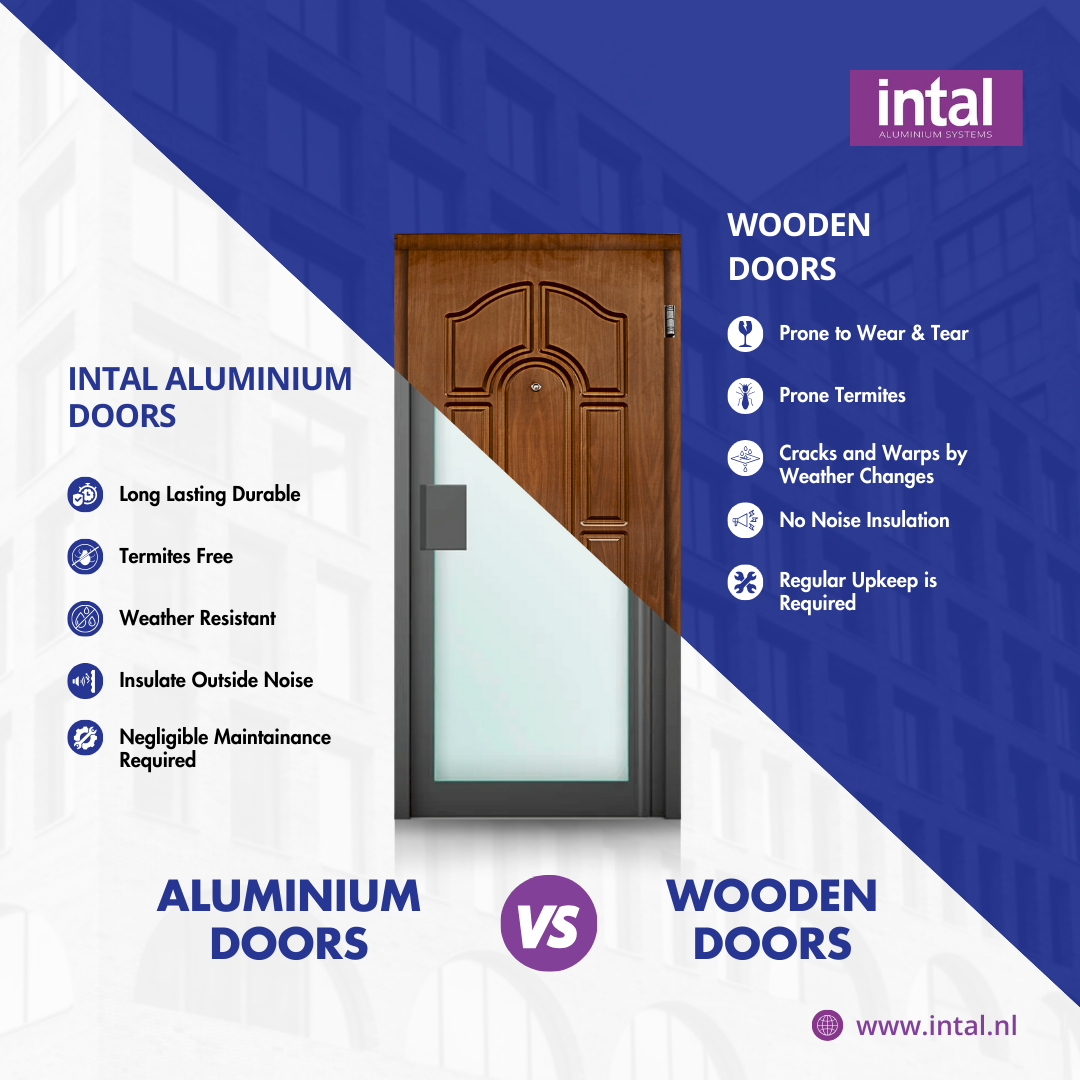 intal
ALUMINIUM SYSTEMS
WOODEN
DOORS
Prone to Wear & Tear
Prone Termites
Cracks and Warps by
Weather Changes
No Noise Insulation
Regular Upkeep is
Required
INTAL ALUMINIUM
DOORS
Long Lasting Durable
Termites Free
Weather Resistant
Insulate Outside Noise
Negligible Maintainance
Required
ALUMINIUM
DOORS
VS
WOODEN
DOORS
www.intal.nl